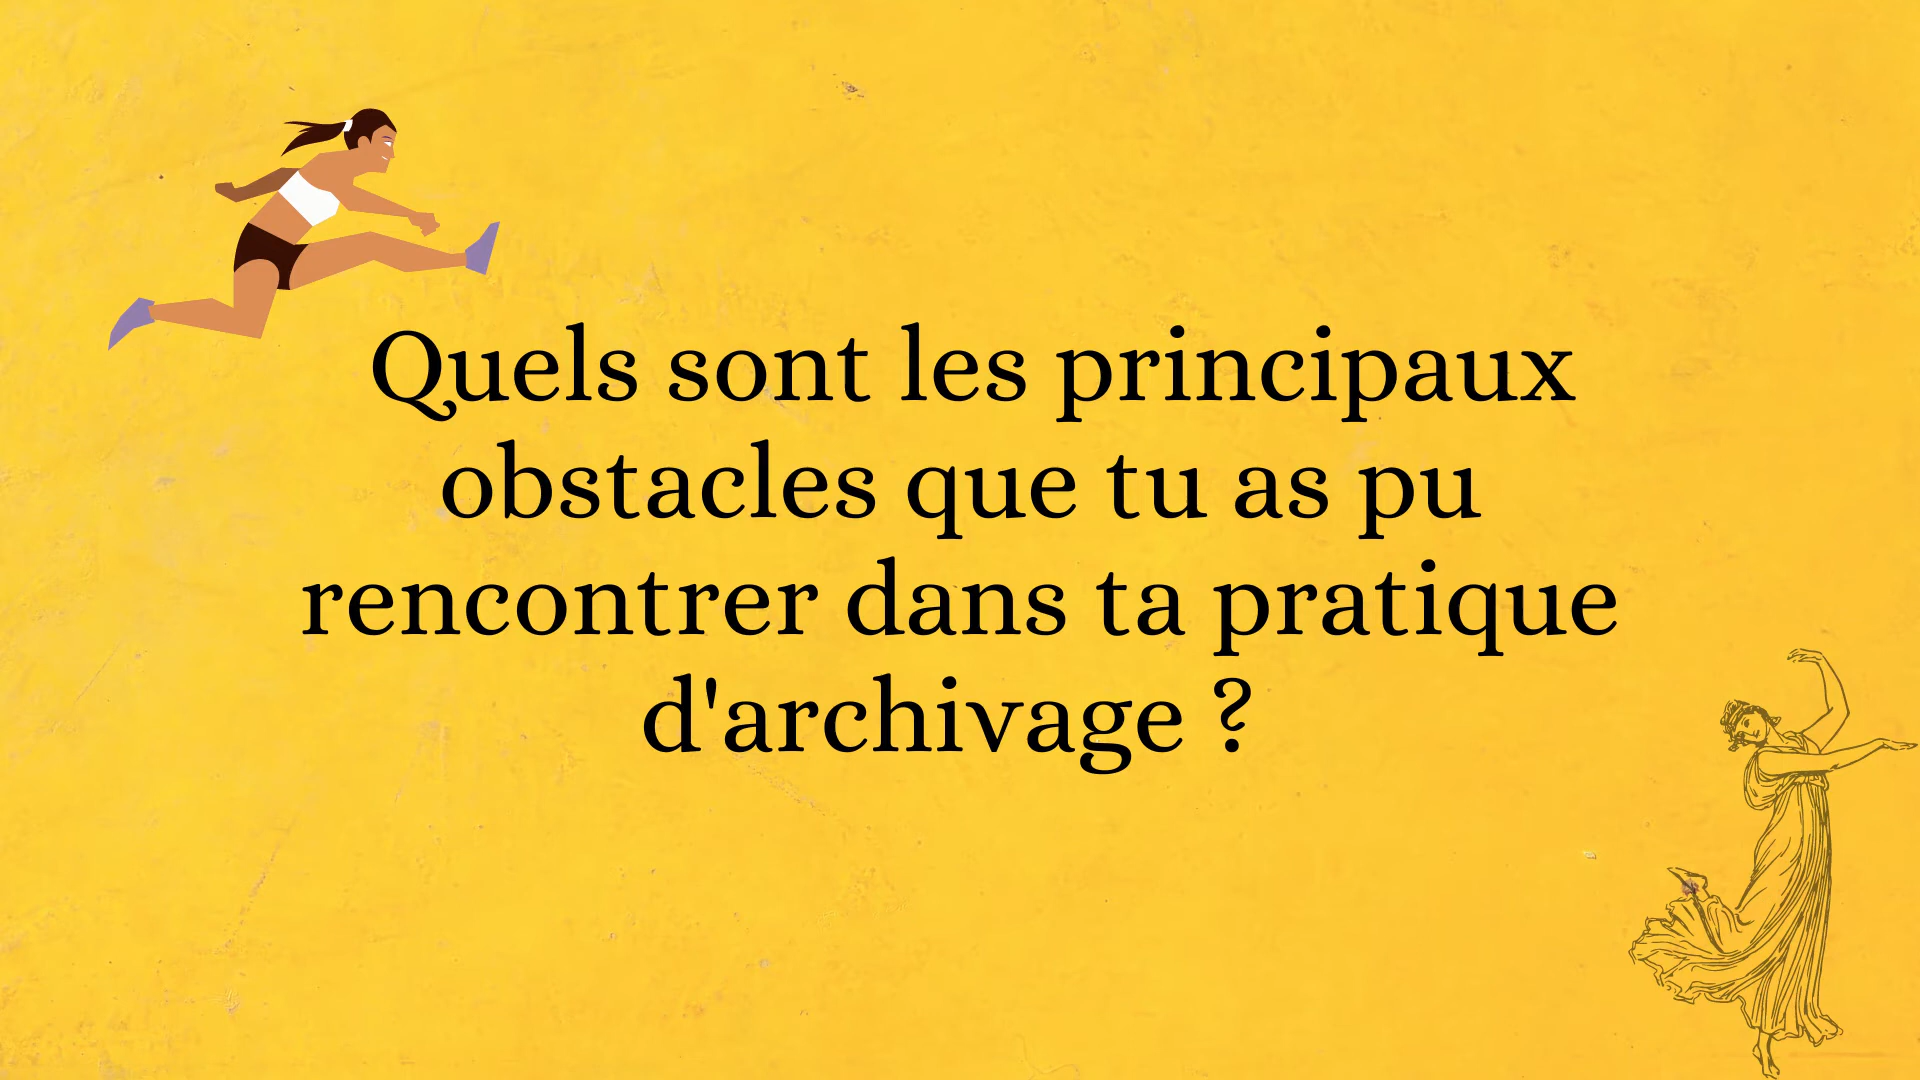 Quels sont les principaux
obstacles que tu as pu
rencontrer dans ta pratique
d'archivage ?